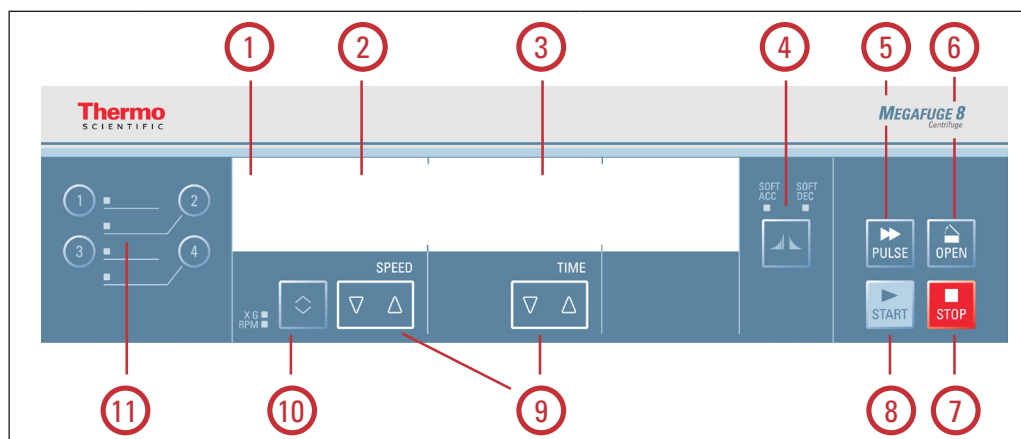 1 2 3 4 5 6
Thermo
SCIENTIFIC
MEGAFUGE 8
Centrifuge
1 2
3 4
SOFT ACC
SOFT DEC
PULSE
OPEN
SPEED
TIME
X G
RPM
START
STOP
11 10 9 8 7